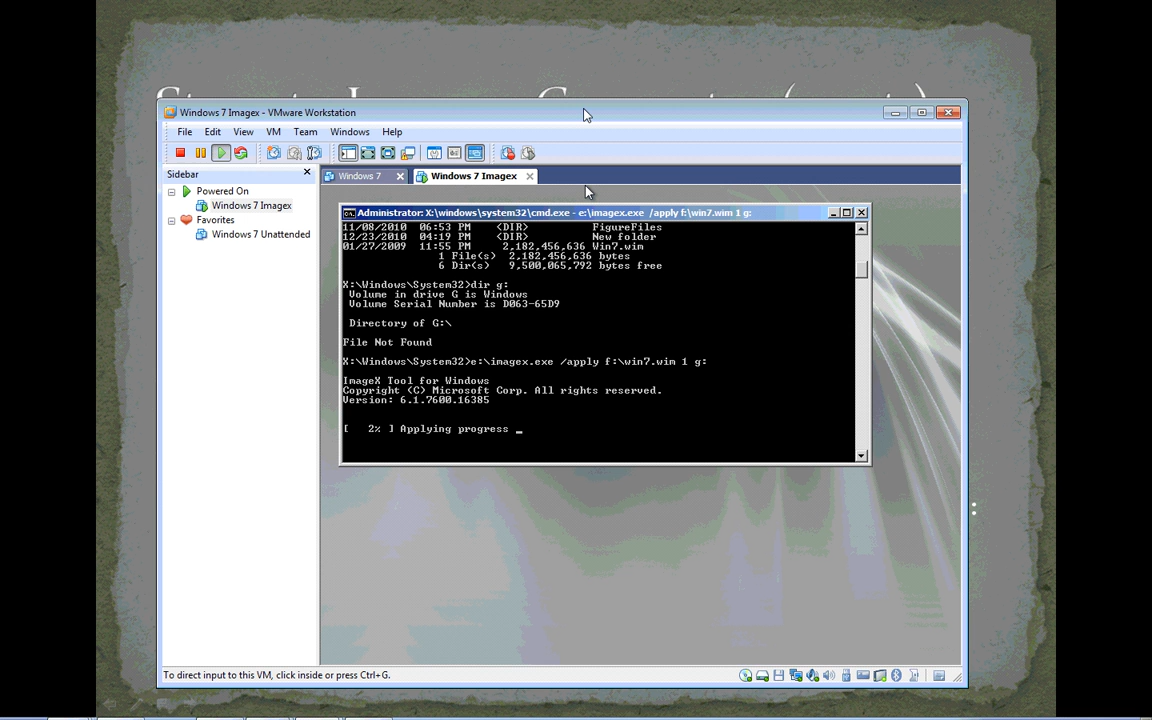 Windows 7 Imagex - VMware Workstation
File Edit View VM Team Windows Help
Sidebar
Powered On
Windows 7 Imagex
Favorites
Windows 7 Unattended
Windows 7
Windows 7 Imagex
Administrator: X:\windows\system32\cmd.exe - e:\imagex.exe /apply f:\win7.wim 1 g:
11/08/2010 06:53 PM <DIR> FigureFiles
12/23/2010 04:19 PM <DIR> New folder
01/27/2009 11:55 PM 2,182,456,636 Win7.wim
1 File(s) 2,182,456,636 bytes
6 Dir(s) 9,500,065,792 bytes free
X:\Windows\System32>dir g:
Volume in drive G is Windows
Volume Serial Number is D063-65D9
Directory of G:\
File Not Found
X:\Windows\System32>e:\imagex.exe /apply f:\win7.wim 1 g:
ImageX Tool for Windows
Copyright (C) Microsoft Corp. All rights reserved.
Version: 6.1.7600.16385
[ 2% ] Applying progress _
To direct input to this VM, click inside or press Ctrl+G.